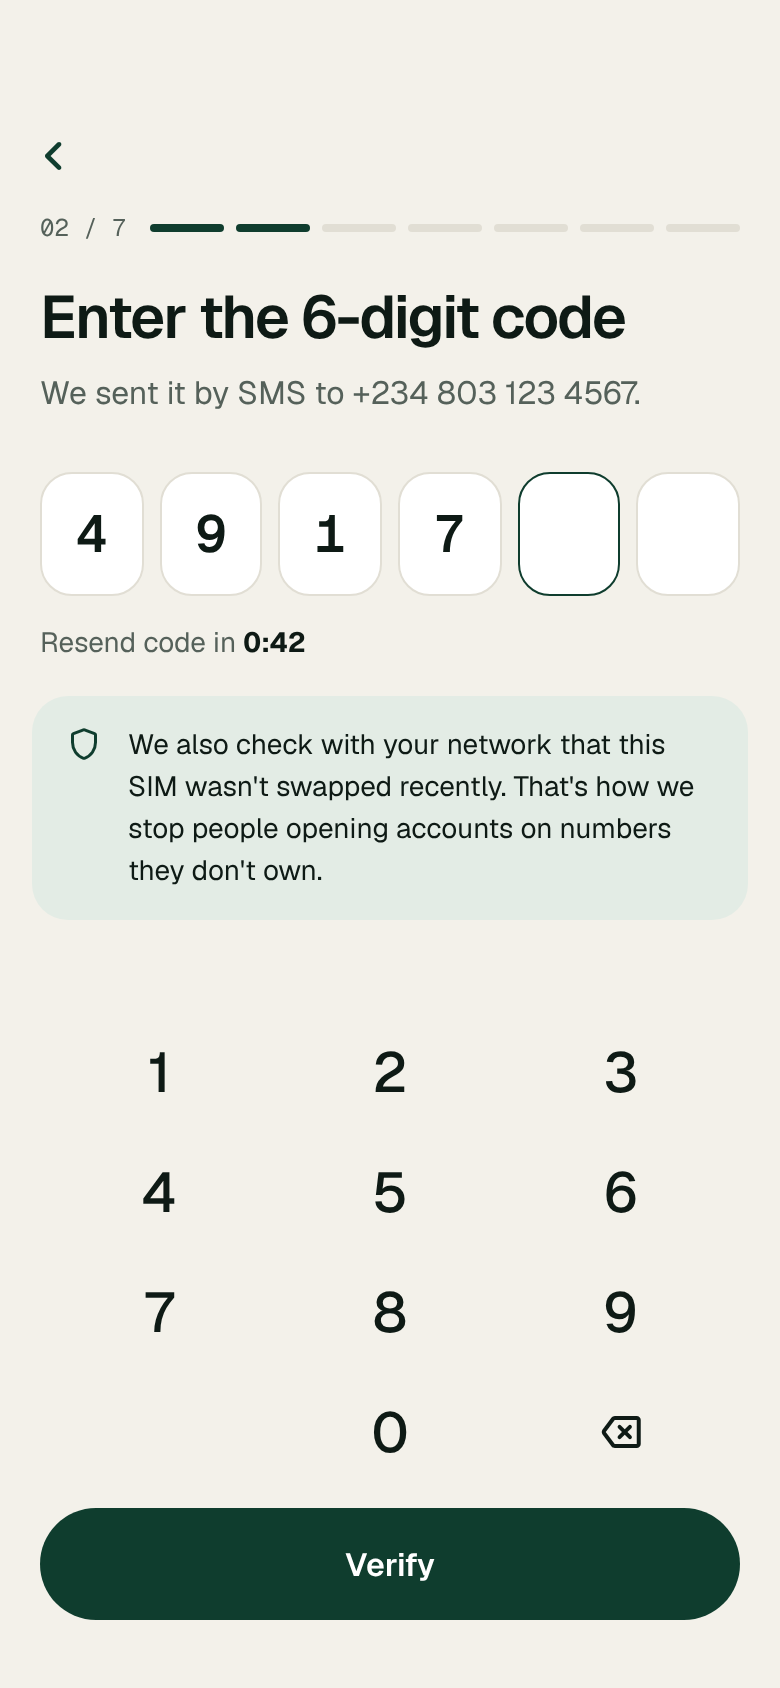 02 / 7
Enter the 6-digit code
We sent it by SMS to +234 803 123 4567.
4 9 1 7
Resend code in 0:42
We also check with your network that this
SIM wasn't swapped recently. That's how we
stop people opening accounts on numbers
they don't own.
1 2 3
4 5 6
7 8 9
0
Verify